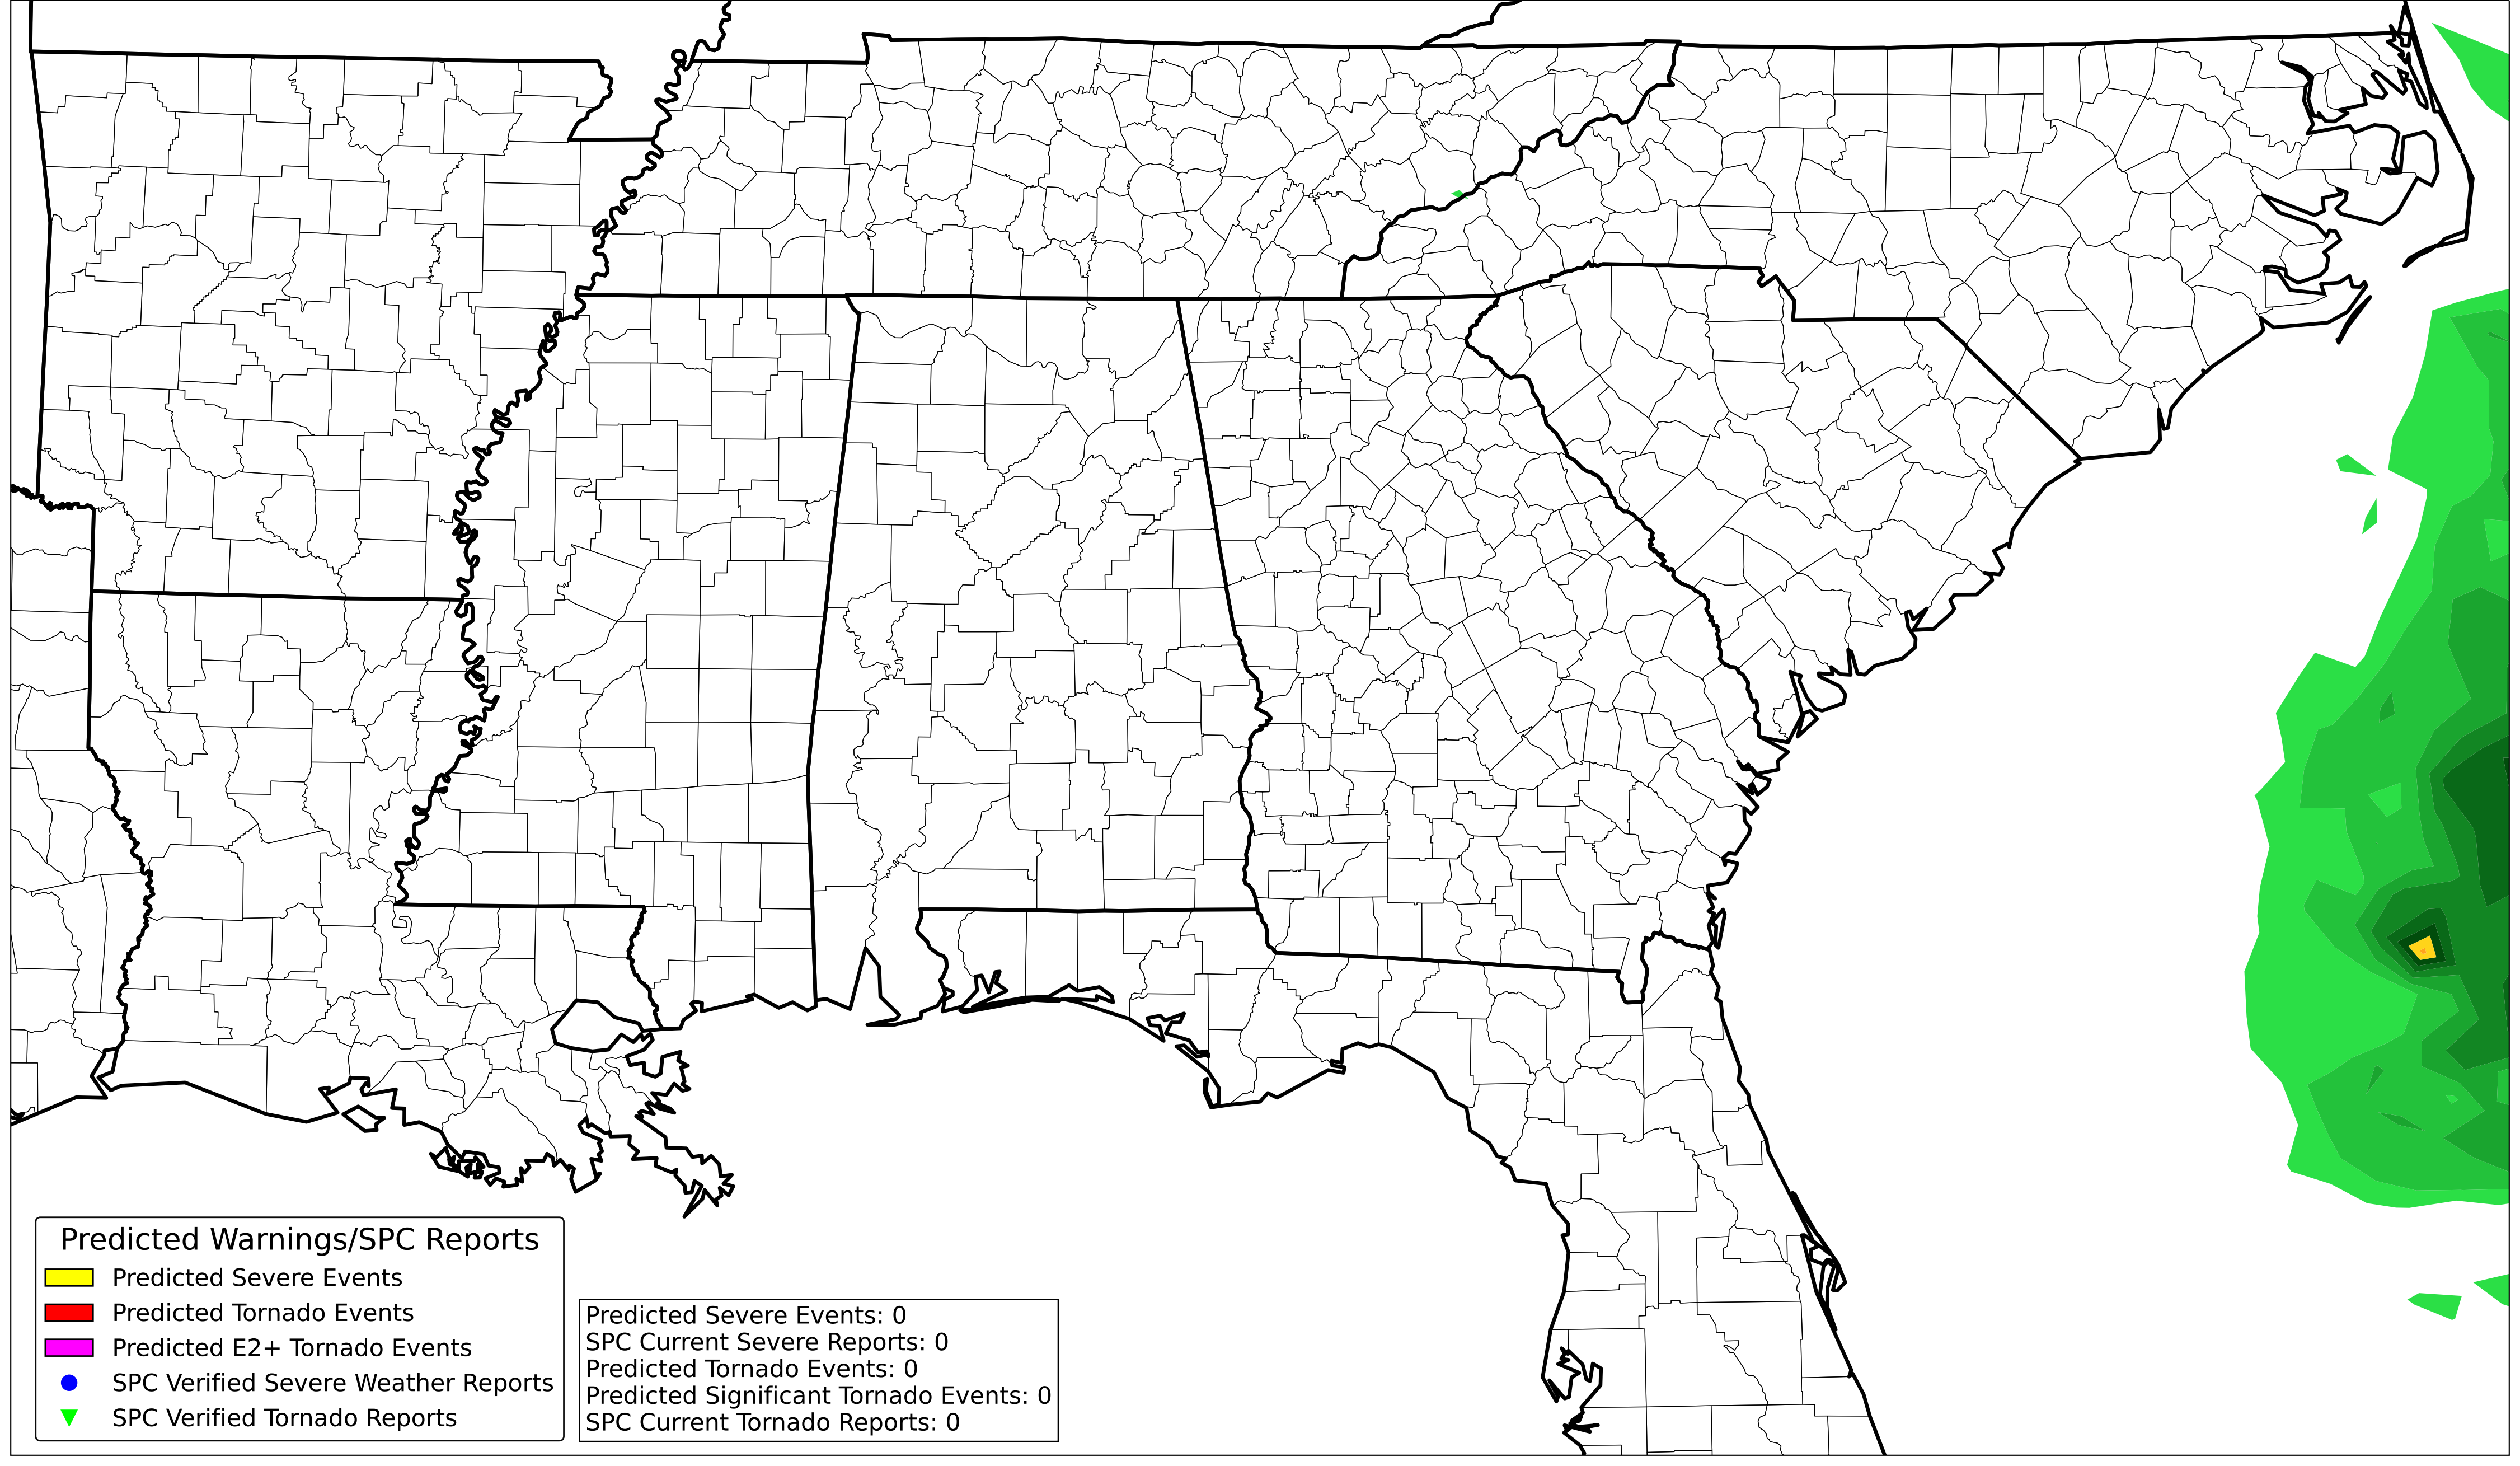 Predicted Warnings/SPC Reports
Predicted Severe Events
Predicted Tornado Events
Predicted E2+ Tornado Events
SPC Verified Severe Weather Reports
SPC Verified Tornado Reports
Predicted Severe Events: 0
SPC Current Severe Reports: 0
Predicted Tornado Events: 0
Predicted Significant Tornado Events: 0
SPC Current Tornado Reports: 0